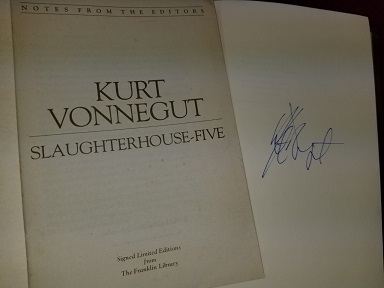 NOTES FROM THE EDITORS
KURT
VONNEGUT
SLAUGHTERHOUSE-FIVE
Signed Limited Editions
from
The Franklin Library